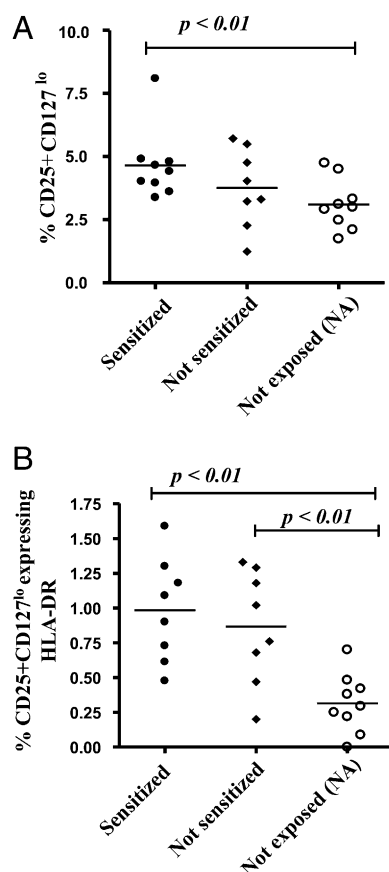 A
p < 0.01
% CD25+CD127 lo
10.0
7.5
5.0
2.5
0.0
Sensitized
Not sensitized
Not exposed (NA)
B
p < 0.01
p < 0.01
% CD25+CD127lo expressing
HLA-DR
1.75
1.50
1.25
1.00
0.75
0.50
0.25
0.00
Sensitized
Not sensitized
Not exposed (NA)